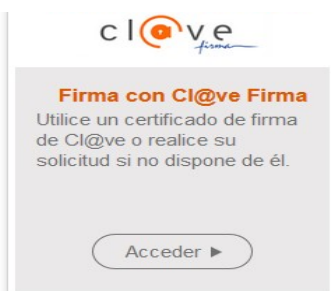 cl@ve
firma
Firma con Cl@ve Firma
Utilice un certificado de firma
de Cl@ve o realice su
solicitud si no dispone de él.
Acceder ►